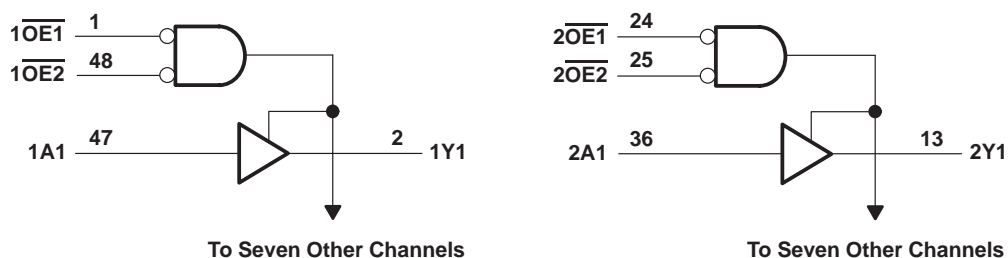 1OE1 1
1OE2 48
1A1 47 2 1Y1
To Seven Other Channels
2OE1 24
2OE2 25
2A1 36 13 2Y1
To Seven Other Channels